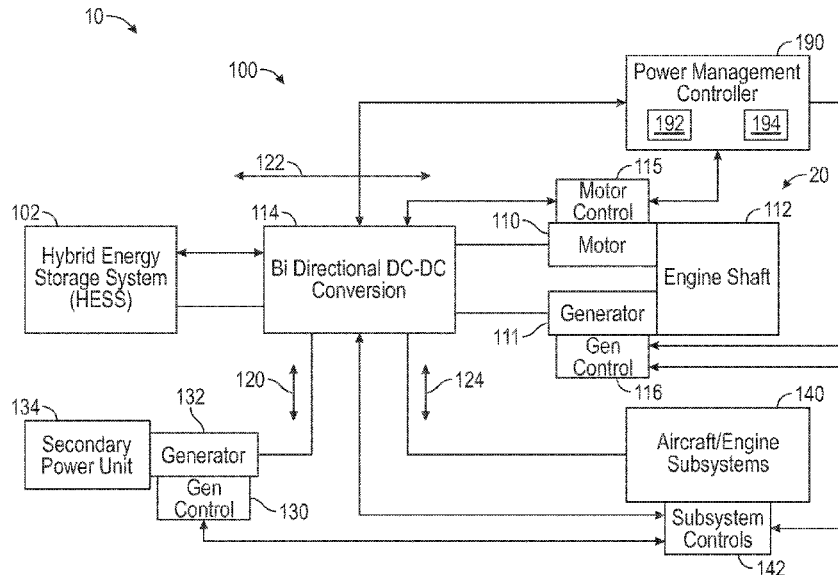 10
100
190
Power Management
Controller
192
194
122
115
20
102
114
110
Motor
Control
112
Hybrid Energy
Storage System
(HESS)
Bi Directional DC-DC
Conversion
Motor
Engine Shaft
Generator
111
Gen
Control
116
120
124
134
132
140
Secondary
Power Unit
Generator
Aircraft/Engine
Subsystems
Gen
Control
130
Subsystem
Controls
142